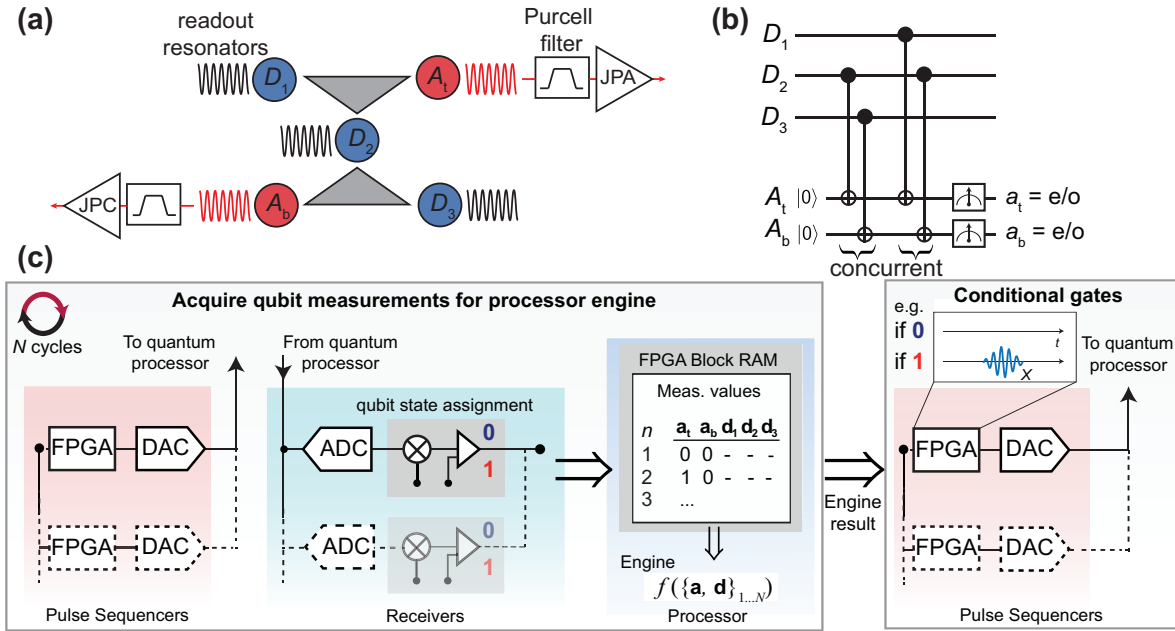 (a)
readout
resonators
Purcell
filter
D1
At
JPA
D2
JPC
Ab
D3
(b)
D1
D2
D3
At |0⟩ at = e/o
Ab |0⟩ ab = e/o
concurrent
(c)
Acquire qubit measurements for processor engine
N cycles
To quantum
processor
From quantum
processor
qubit state assignment
FPGA DAC
ADC
0
1
FPGA DAC
ADC
0
1
Pulse Sequencers
Receivers
FPGA Block RAM
Meas. values
n at ab d1 d2 d3
1 0 0 - - -
2 1 0 - - -
3 ...
Engine
f({a, d}1...N)
Processor
Engine
result
Conditional gates
e.g.
if 0
if 1
t
X
To quantum
processor
FPGA DAC
FPGA DAC
Pulse Sequencers